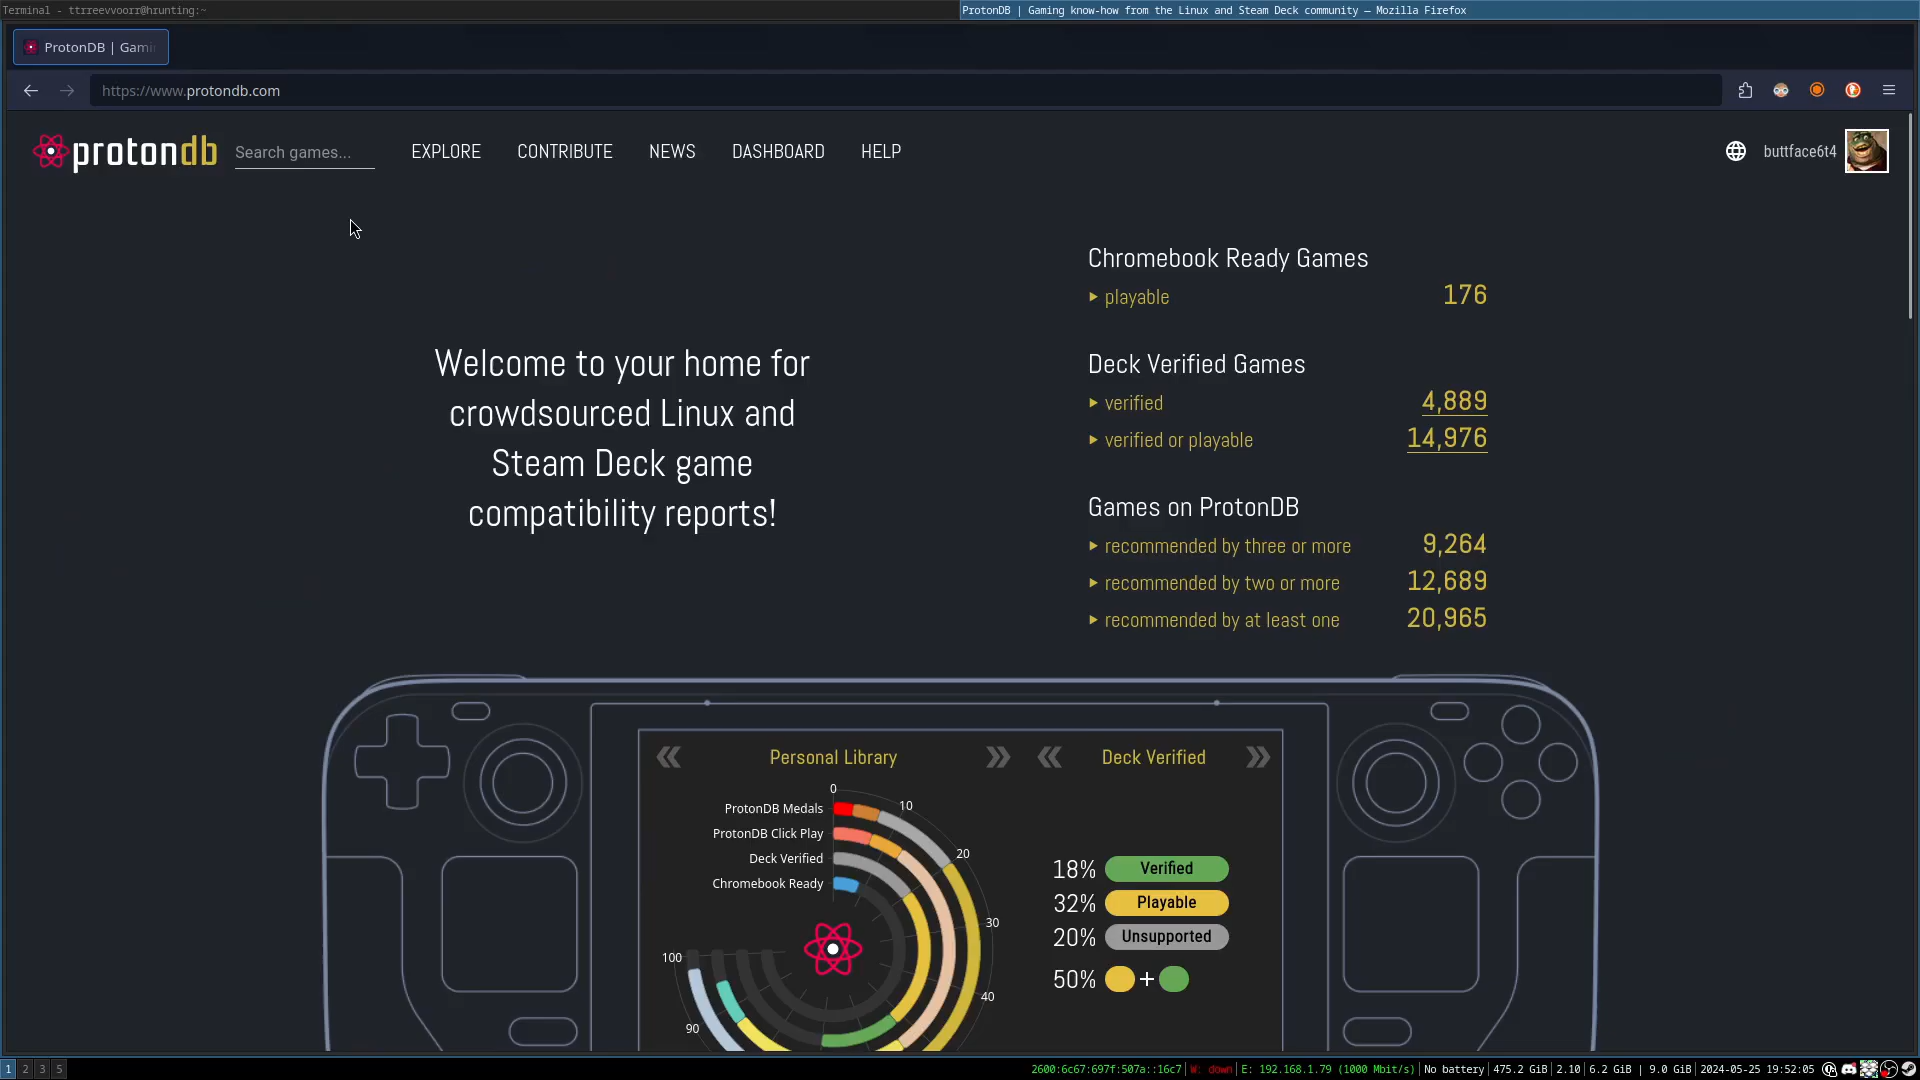 Terminal - ttrreevvoorr@hrunting:~
ProtonDB | Gaming know-how from the Linux and Steam Deck community — Mozilla Firefox
ProtonDB | Gami
https://www.protondb.com
protondb
Search games...
EXPLORE
CONTRIBUTE
NEWS
DASHBOARD
HELP
buttface6t4
Welcome to your home for
crowdsourced Linux and
Steam Deck game
compatibility reports!
Chromebook Ready Games
playable 176
Deck Verified Games
verified 4,889
verified or playable 14,976
Games on ProtonDB
recommended by three or more 9,264
recommended by two or more 12,689
recommended by at least one 20,965
Personal Library
ProtonDB Medals
ProtonDB Click Play
Deck Verified
Chromebook Ready
0
10
20
30
40
90
100
Deck Verified
18% Verified
32% Playable
20% Unsupported
50% +
1 2 3 5
2600:6c67:697f:507a::16c7 | W: down | E: 192.168.1.79 (1000 Mbit/s) | No battery | 475.2 GiB | 2.10 | 6.2 GiB | 9.0 GiB | 2024-05-25 19:52:05